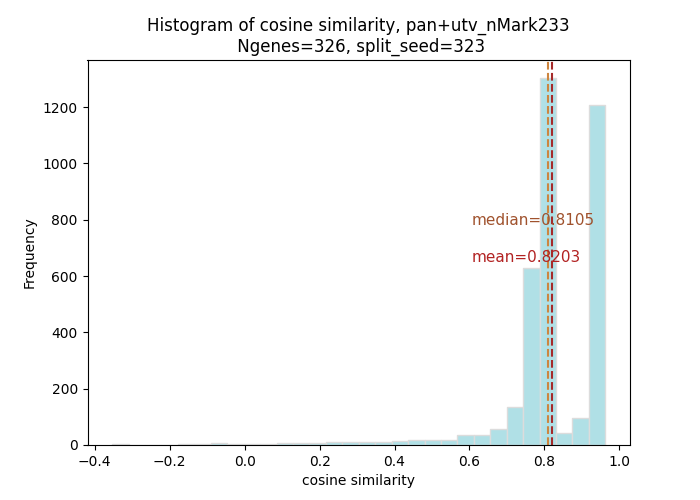 Histogram of cosine similarity, pan+utv_nMark233
Ngenes=326, split_seed=323
1200
1000
800
600
400
200
0
Frequency
median=0.8105
mean=0.8203
−0.4 −0.2 0.0 0.2 0.4 0.6 0.8 1.0
cosine similarity